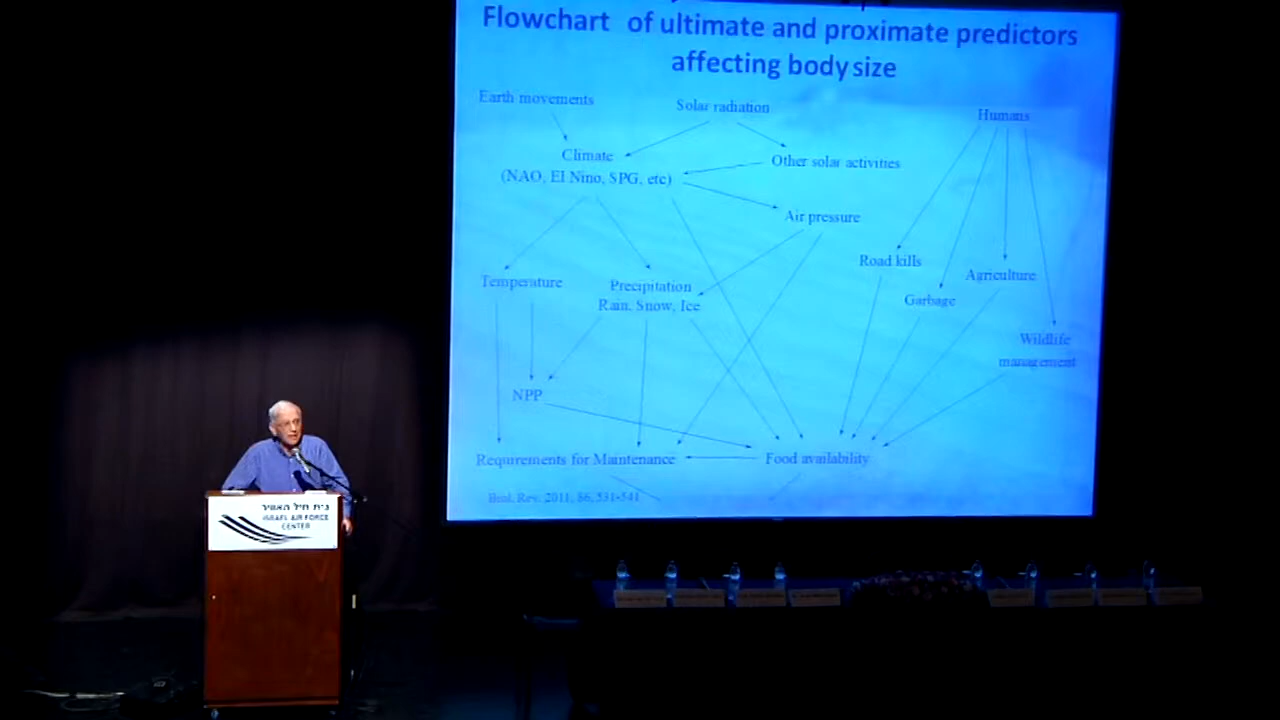 Flowchart of ultimate and proximate predictors
affecting body size
Earth movements
Solar radiation
Humans
Climate
(NAO, EI Nino, SPG, etc)
Other solar activities
Air pressure
Road kills
Agriculture
Temperature
Precipitation
Rain, Snow, Ice
Garbage
Wildlife
management
NPP
Requirements for Maintenance
Food availability
Biol. Rev. 2011, 86, 531-541
בית חיל האוויר
ISRAEL AIR FORCE
CENTER